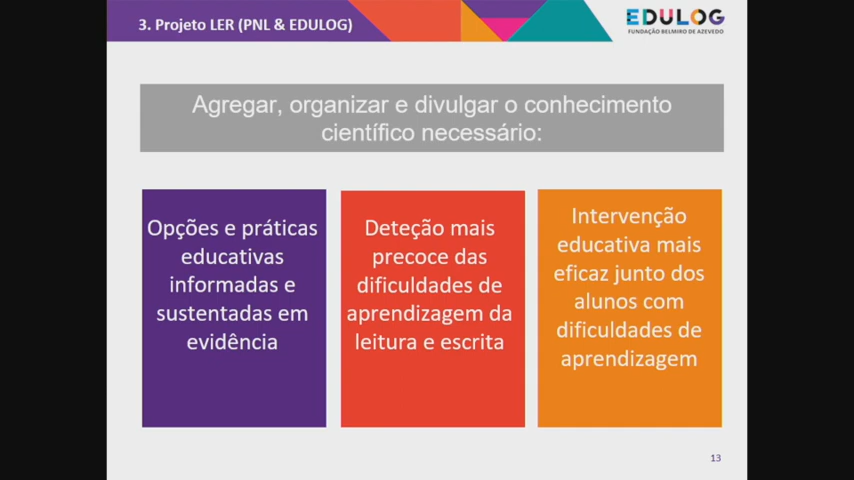 3. Projeto LER (PNL & EDULOG)
EDULOG
FUNDAÇÃO BELMIRO DE AZEVEDO
Agregar, organizar e divulgar o conhecimento
científico necessário:
Opções e práticas
educativas
informadas e
sustentadas em
evidência
Deteção mais
precoce das
dificuldades de
aprendizagem da
leitura e escrita
Intervenção
educativa mais
eficaz junto dos
alunos com
dificuldades de
aprendizagem
13